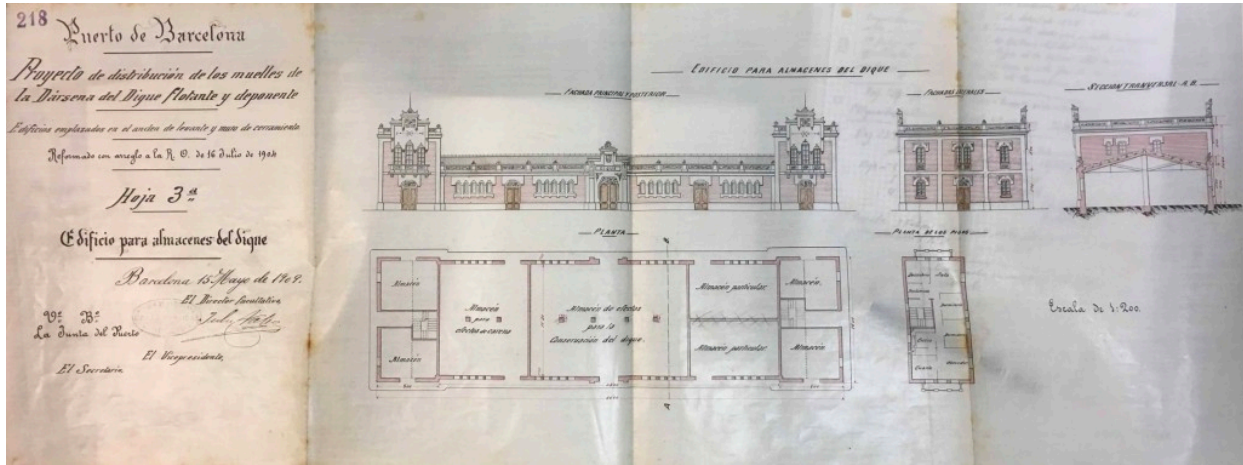 218
Puerto de Barcelona
Proyecto de distribución de los muelles de
la Dársena del Dique flotante y deponente
Edificios emplazados en el anden de levante y muro de cerramiento
Reformado con arreglo a la R. O. de 16 Julio de 1904
Hoja 3ª
Edificio para almacenes del dique
Barcelona 15 Mayo de 190
El Director facultativo
Vº Bº
La Junta del Puerto
El Vicepresidente,
El Secretario
EDIFICIO PARA ALMACENES DEL DIQUE
FACHADA PRINCIPAL Y POSTERIOR
FACHADAS LATERALES
SECCION TRANVERSAL A.B.
PLANTA
PLANTA DE LOS PISOS
Almacén
Almacén
Almacén
para
efectos de careno
Almacén de efectos
para la
Conservación del dique.
Almacén particular
Almacén particular
Almacén
Almacén
B
A
Escala de 1:200.